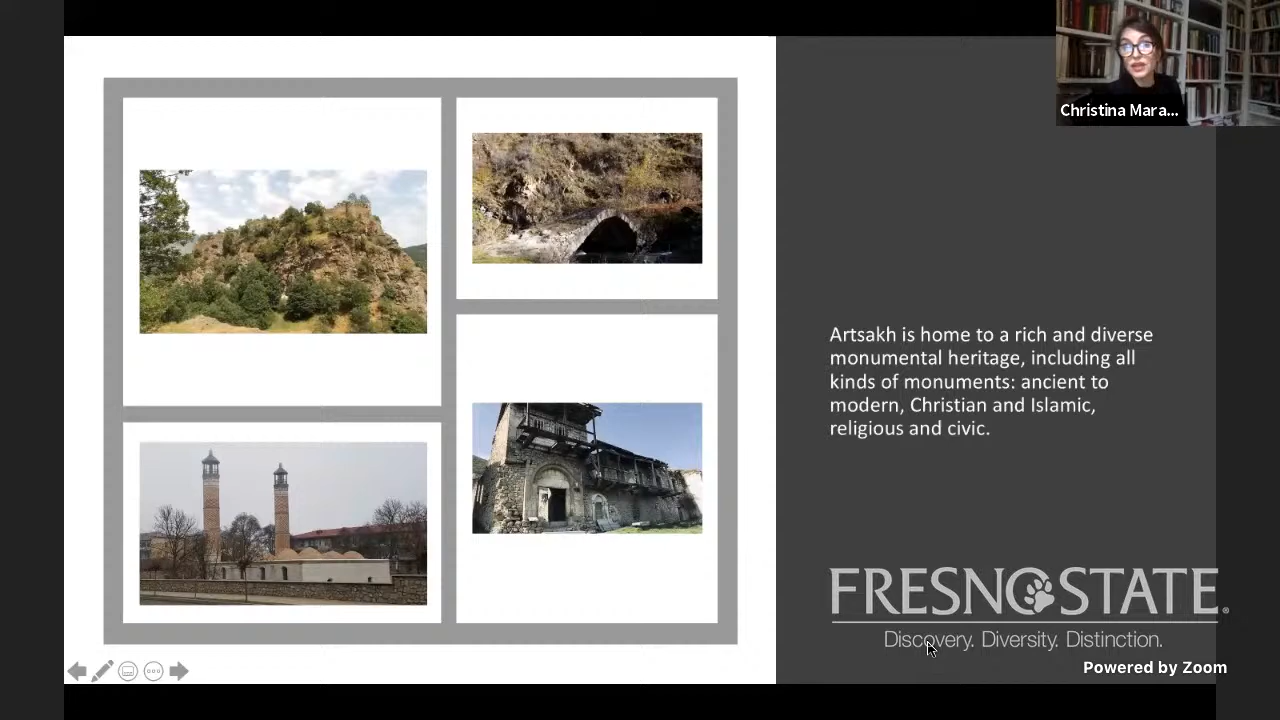 Christina Mara...
Artsakh is home to a rich and diverse
monumental heritage, including all
kinds of monuments: ancient to
modern, Christian and Islamic,
religious and civic.
FRESNO STATE.
Discovery. Diversity. Distinction.
Powered by Zoom